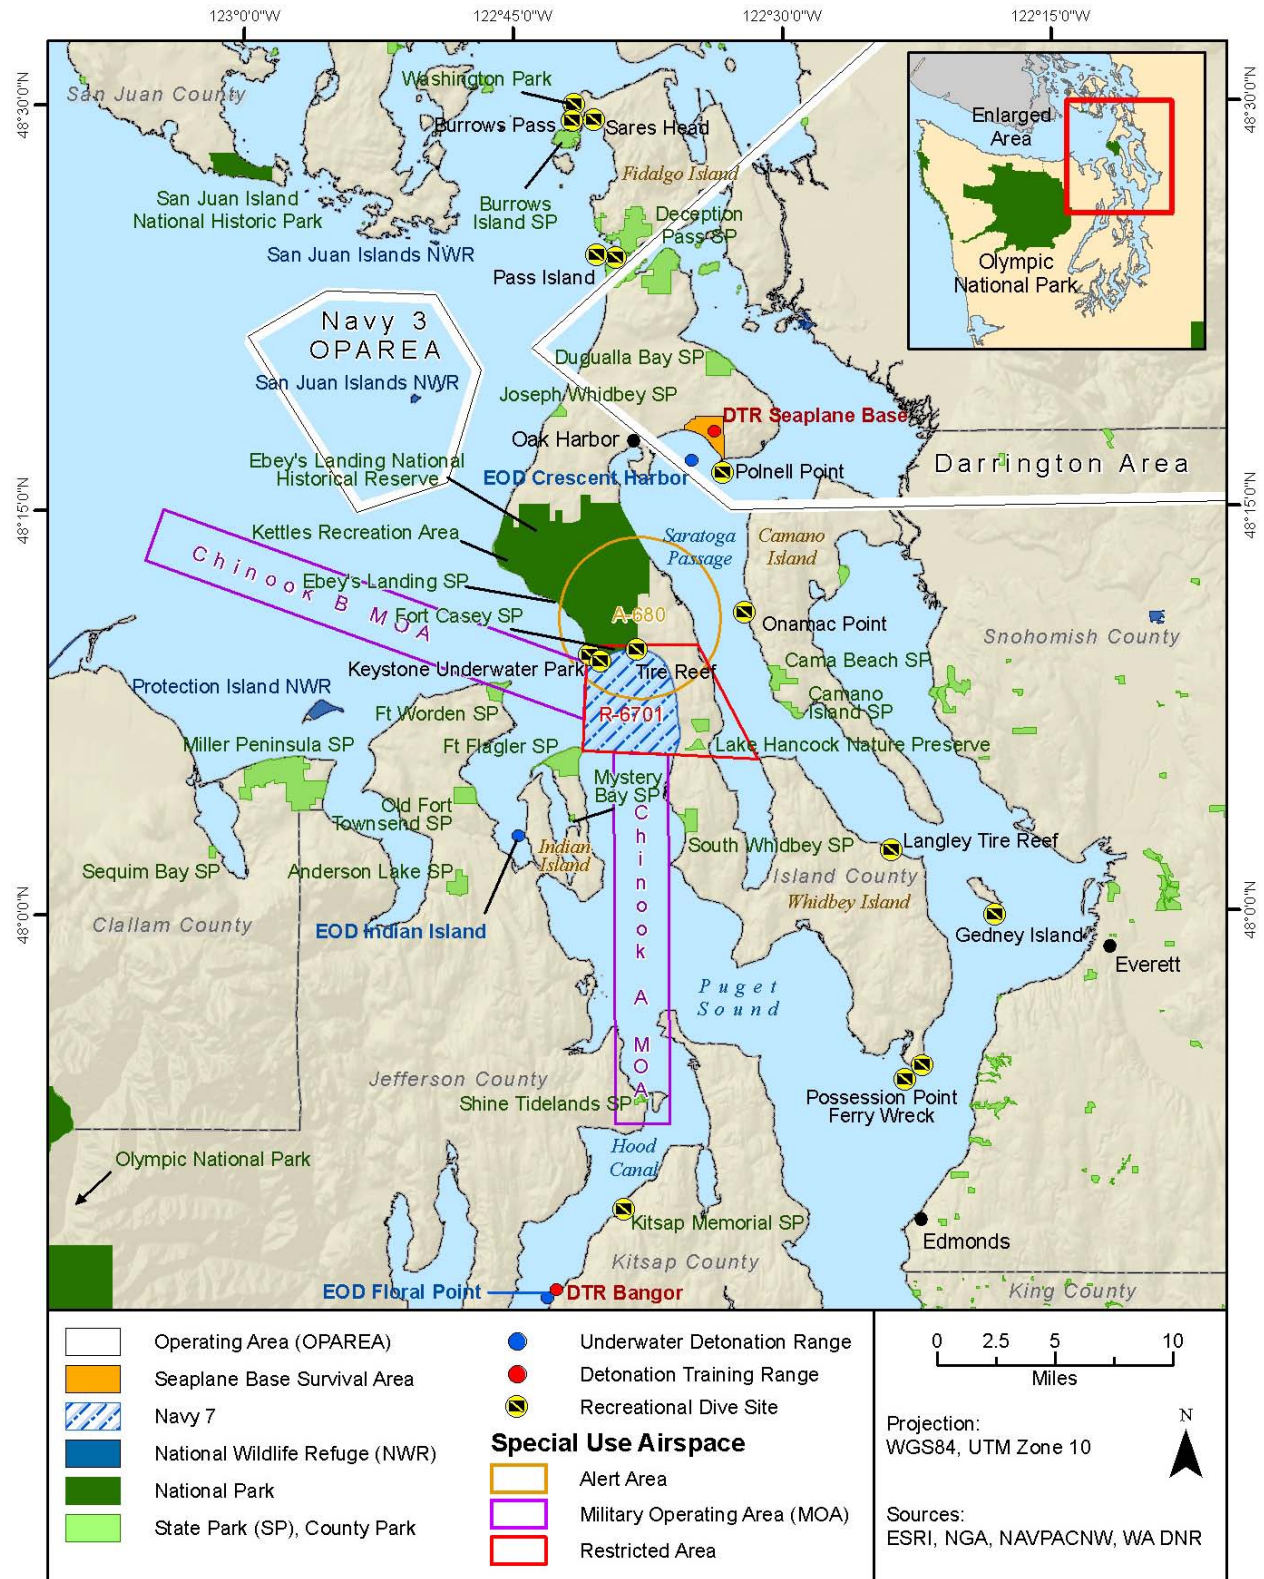 123°0'0"W
122°45'0"W
122°30'0"W
122°15'0"W
48°30'0"N
48°30'0"N
San Juan County
Washington Park
Burrows Pass
Sares Head
Fidalgo Island
San Juan Island
National Historic Park
Burrows
Island SP
Deception
Pass SP
San Juan Islands NWR
Pass Island
Enlarged
Area
Olympic
National Park
Navy 3
OPAREA
San Juan Islands NWR
Dugualla Bay SP
Joseph Whidbey SP
DTR Seaplane Base
Oak Harbor
Ebey's Landing National
Historical Reserve
EOD Crescent Harbor
Polnell Point
Darrington Area
48°15'0"N
48°15'0"N
Kettles Recreation Area
Saratoga
Passage
Camano
Island
Chinook B MOA
Ebey's Landing SP
Fort Casey SP
A-680
Onamac Point
Snohomish County
Keystone Underwater Park
Tire Reef
Cama Beach SP
Protection Island NWR
Camano
Island SP
Ft Worden SP
R-6701
Miller Peninsula SP
Ft Flagler SP
Lake Hancock Nature Preserve
Mystery
Bay SP
Old Fort
Townsend SP
Chinook A MOA
Indian
Island
South Whidbey SP
Langley Tire Reef
Sequim Bay SP
Anderson Lake SP
Island County
Whidbey Island
48°0'0"N
48°0'0"N
Clallam County
EOD Indian Island
Gedney Island
Everett
Puget
Sound
Jefferson County
Shine Tidelands SP
Possession Point
Ferry Wreck
Hood
Canal
Olympic National Park
Kitsap Memorial SP
Edmonds
Kitsap County
EOD Floral Point
DTR Bangor
King County
Operating Area (OPAREA)
Seaplane Base Survival Area
Navy 7
National Wildlife Refuge (NWR)
National Park
State Park (SP), County Park
Underwater Detonation Range
Detonation Training Range
Recreational Dive Site
Special Use Airspace
Alert Area
Military Operating Area (MOA)
Restricted Area
0 2.5 5 10
Miles
Projection:
WGS84, UTM Zone 10
N
Sources:
ESRI, NGA, NAVPACNW, WA DNR